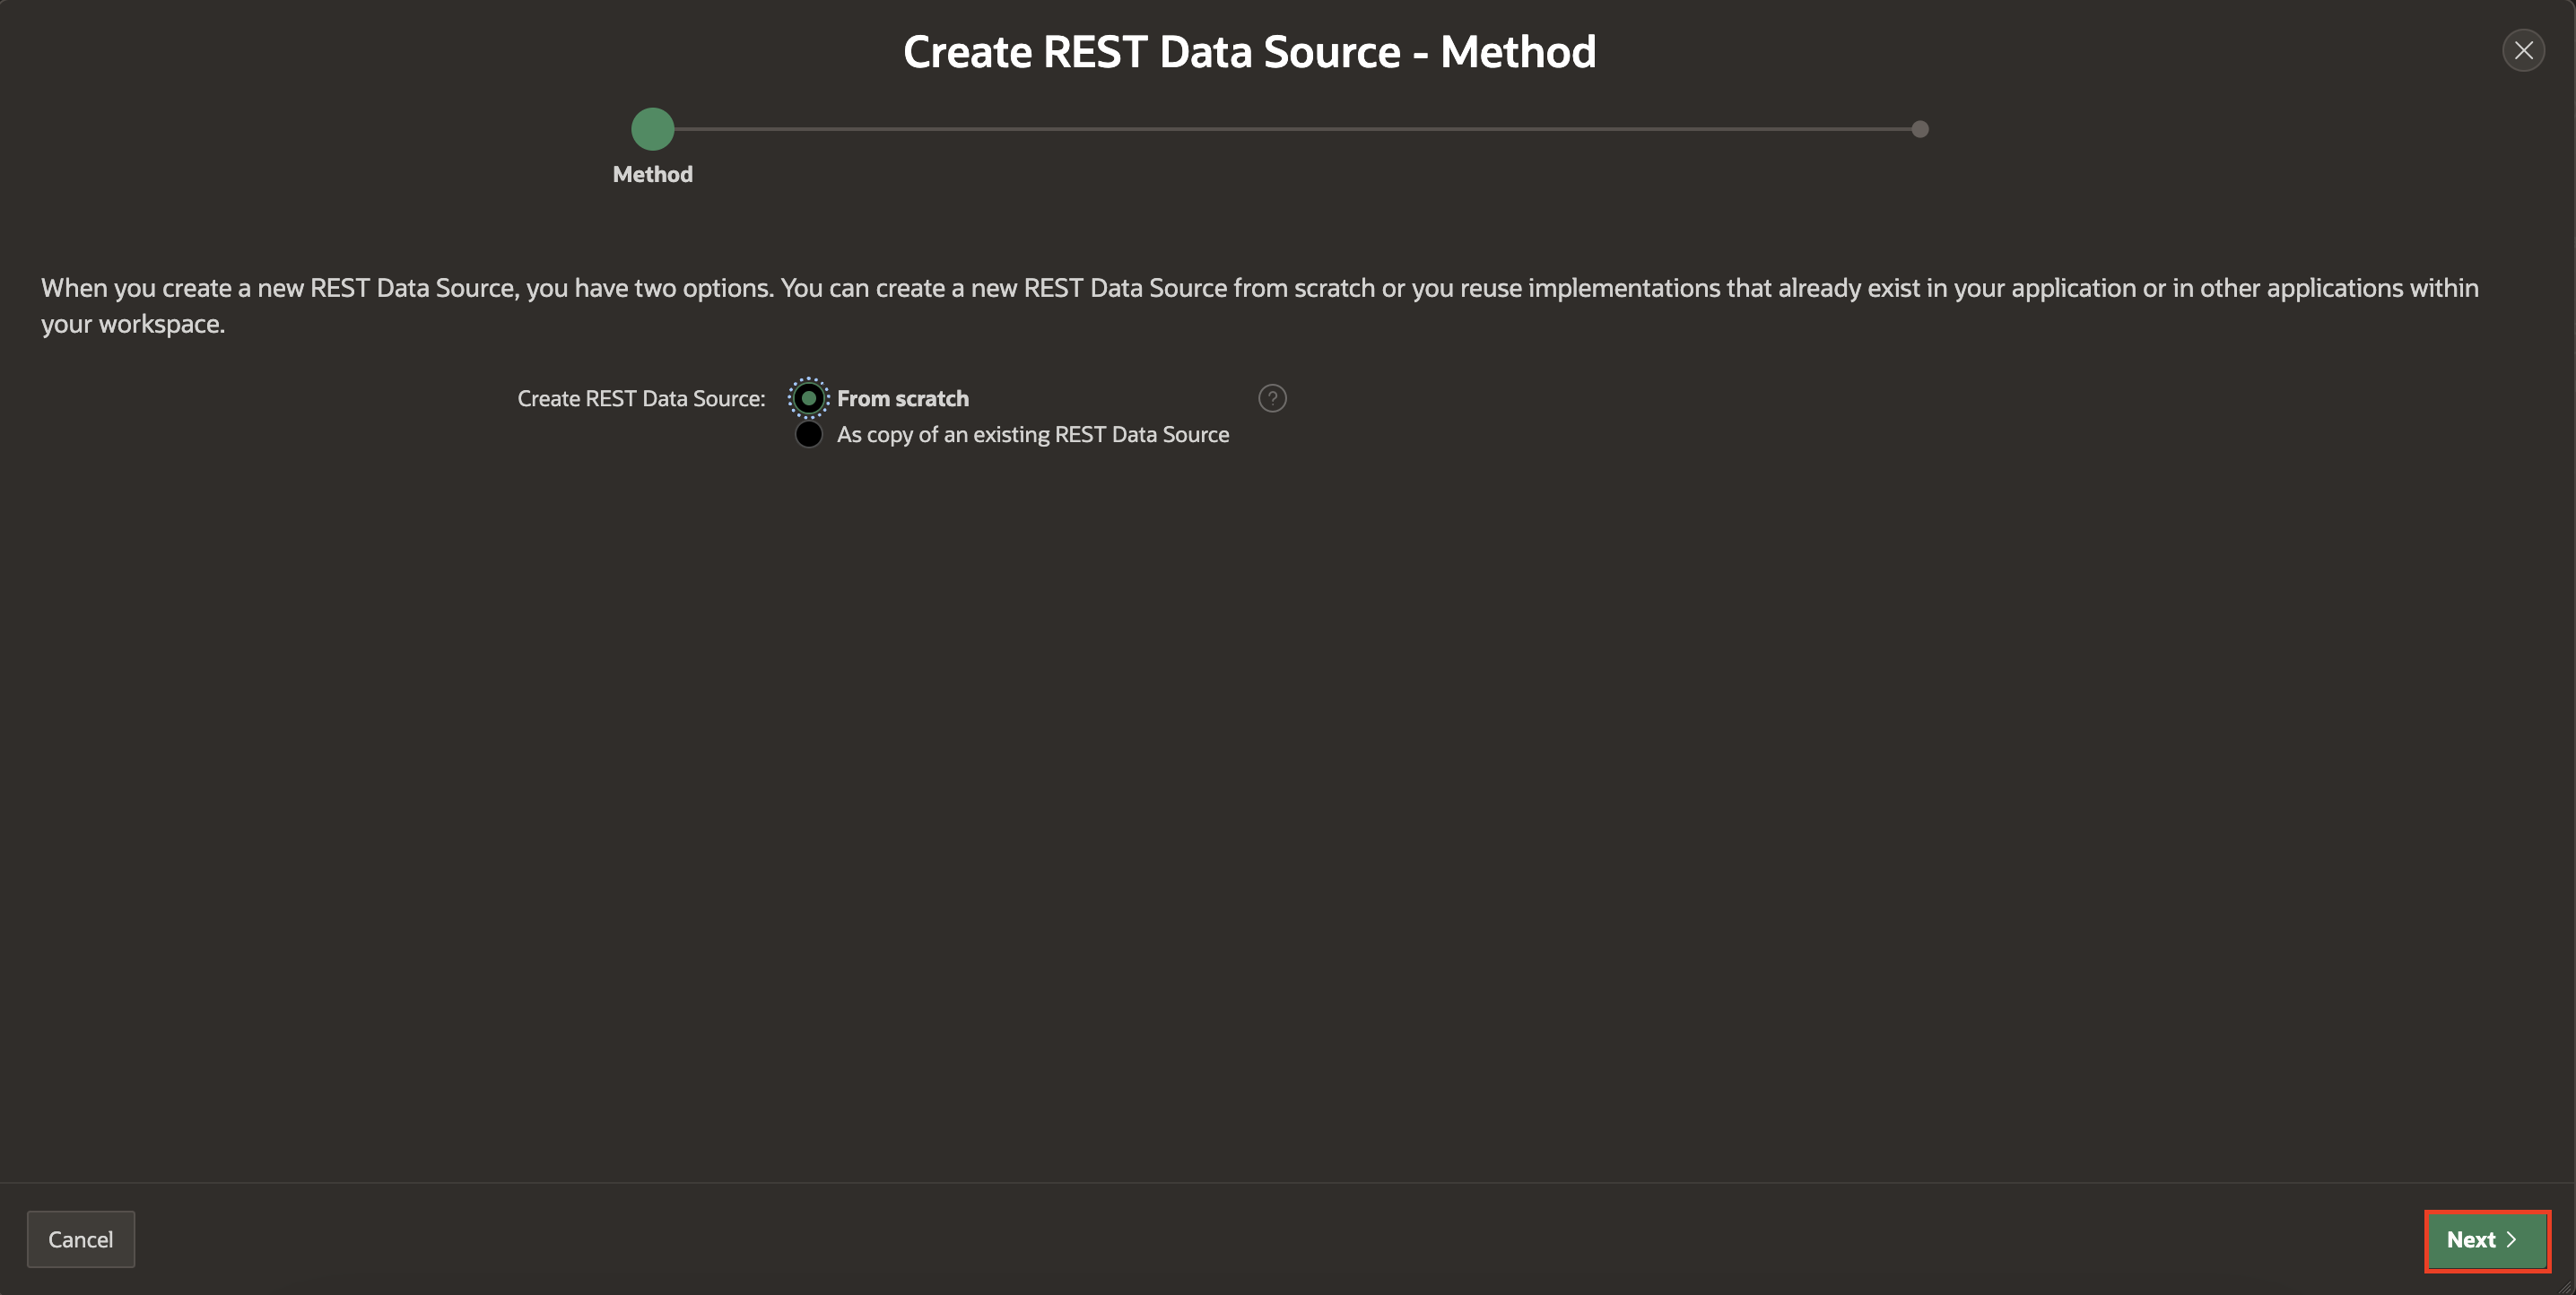 Create REST Data Source - Method
Method
When you create a new REST Data Source, you have two options. You can create a new REST Data Source from scratch or you reuse implementations that already exist in your application or in other applications within
your workspace.
Create REST Data Source: From scratch ?
As copy of an existing REST Data Source
Cancel Next